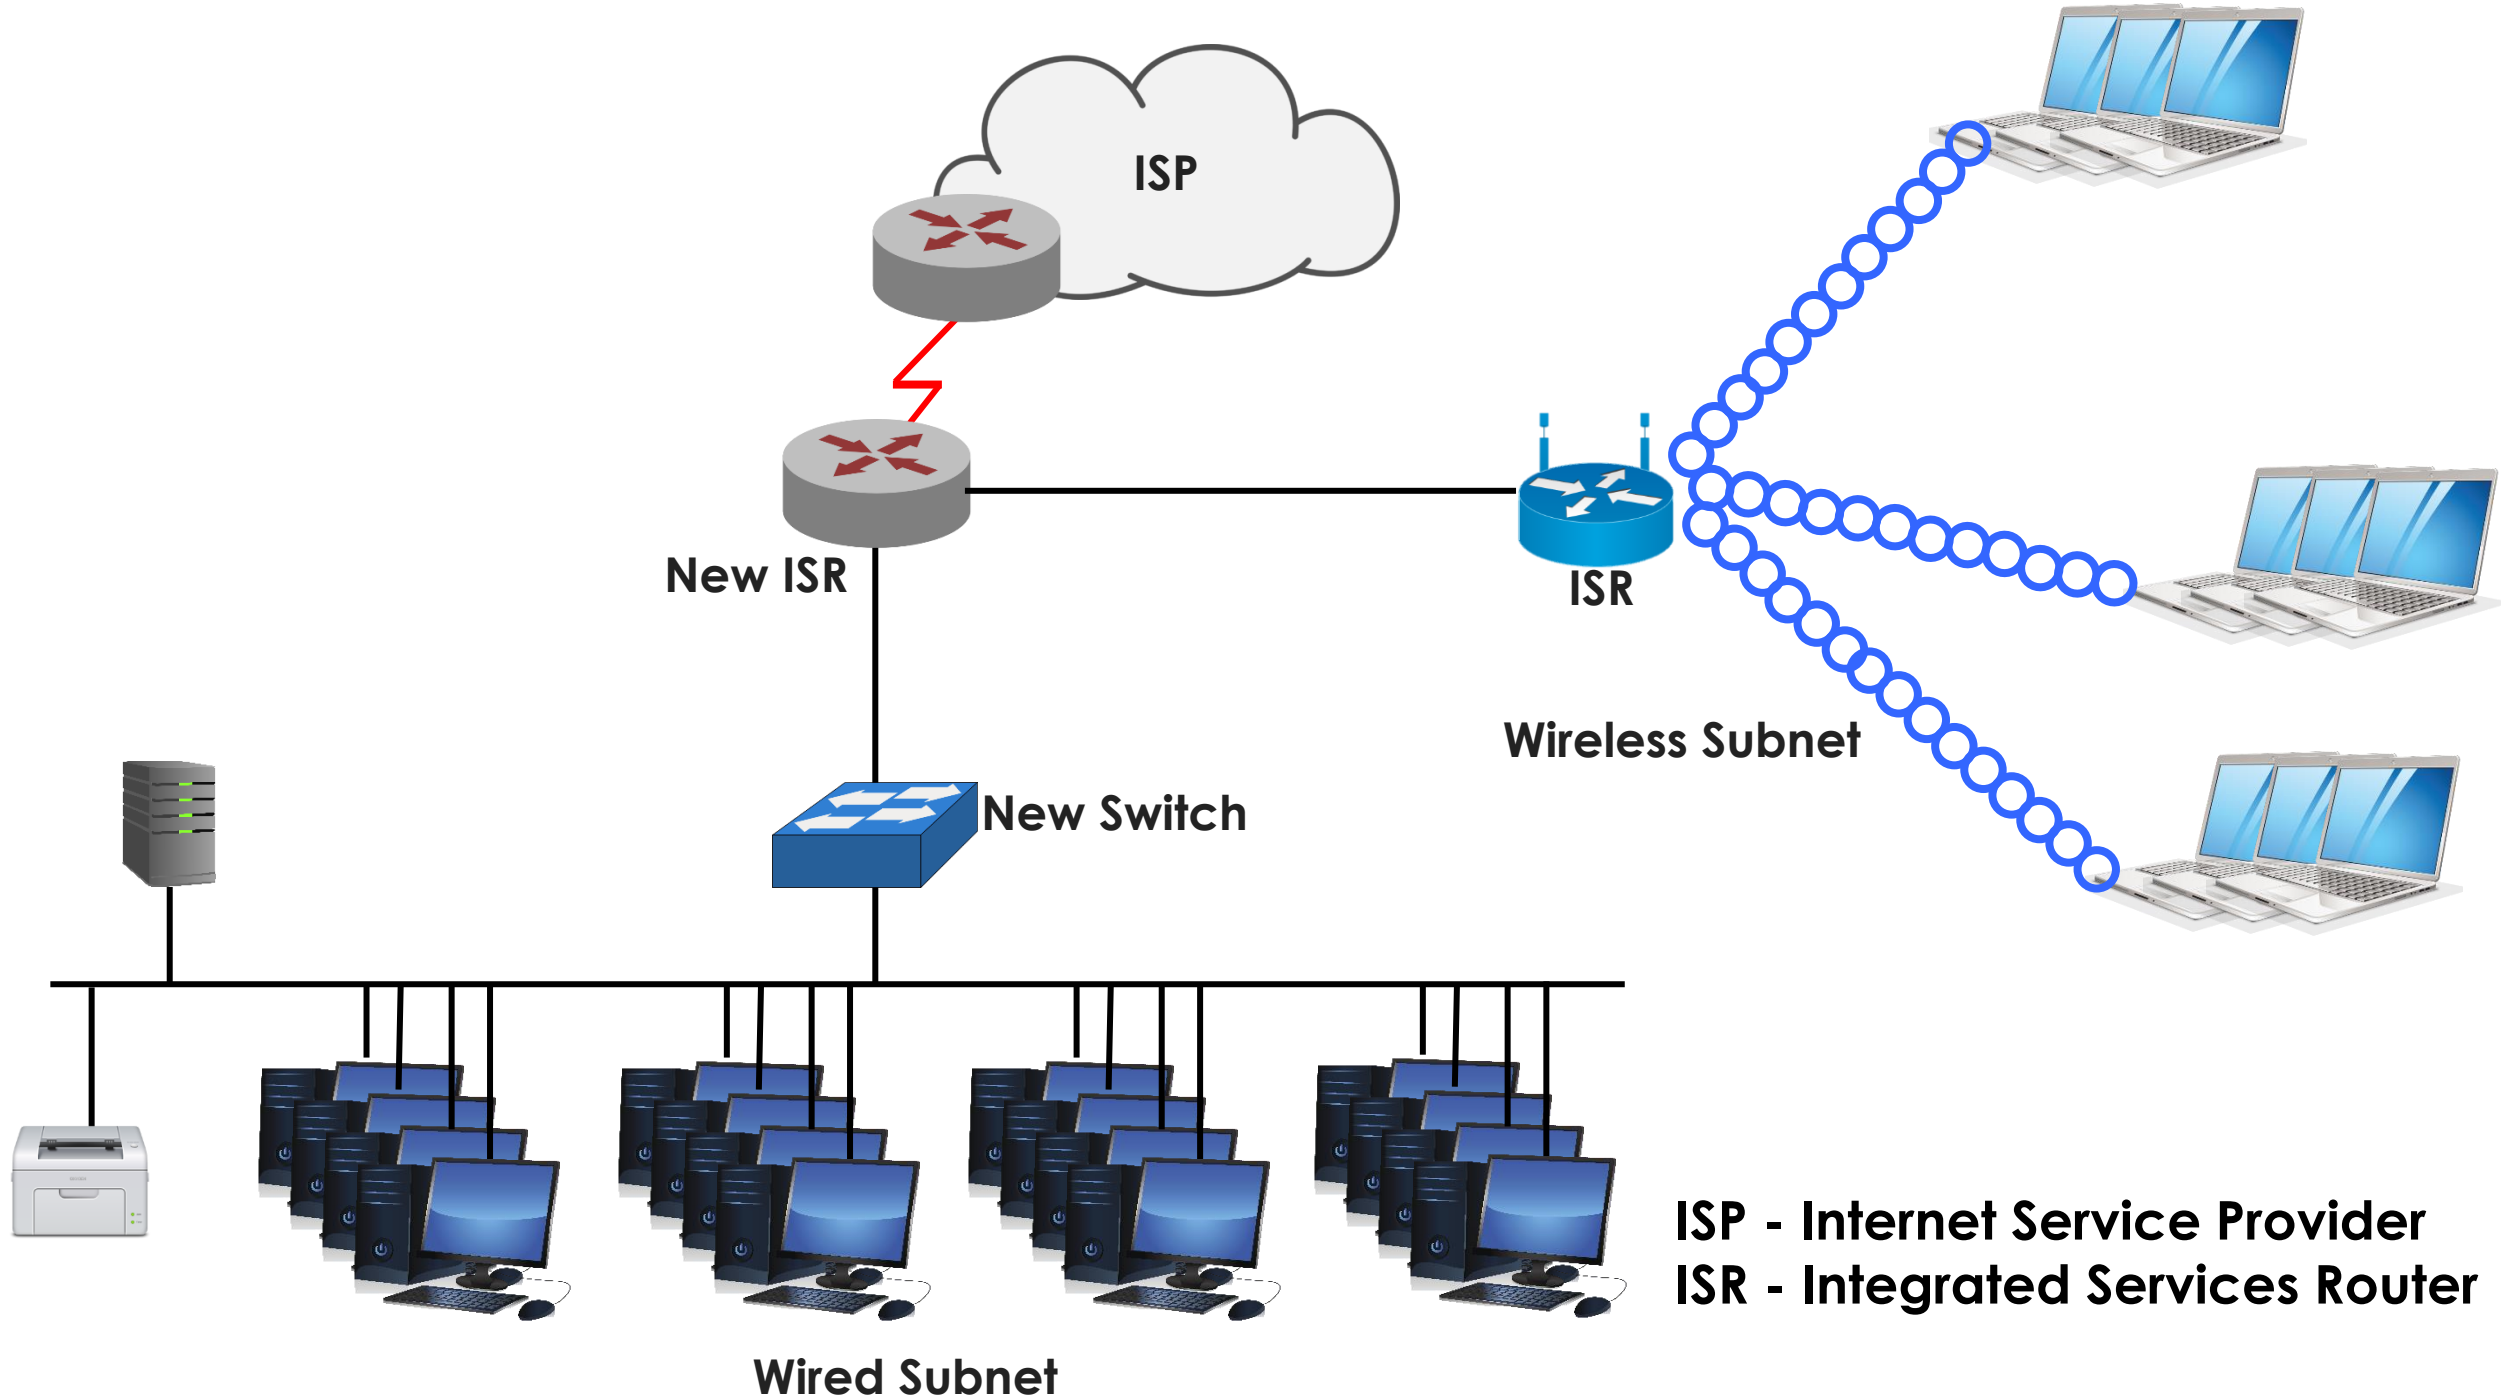 ISP
New ISR
ISR
Wireless Subnet
New Switch
ISP - Internet Service Provider
ISR - Integrated Services Router
Wired Subnet